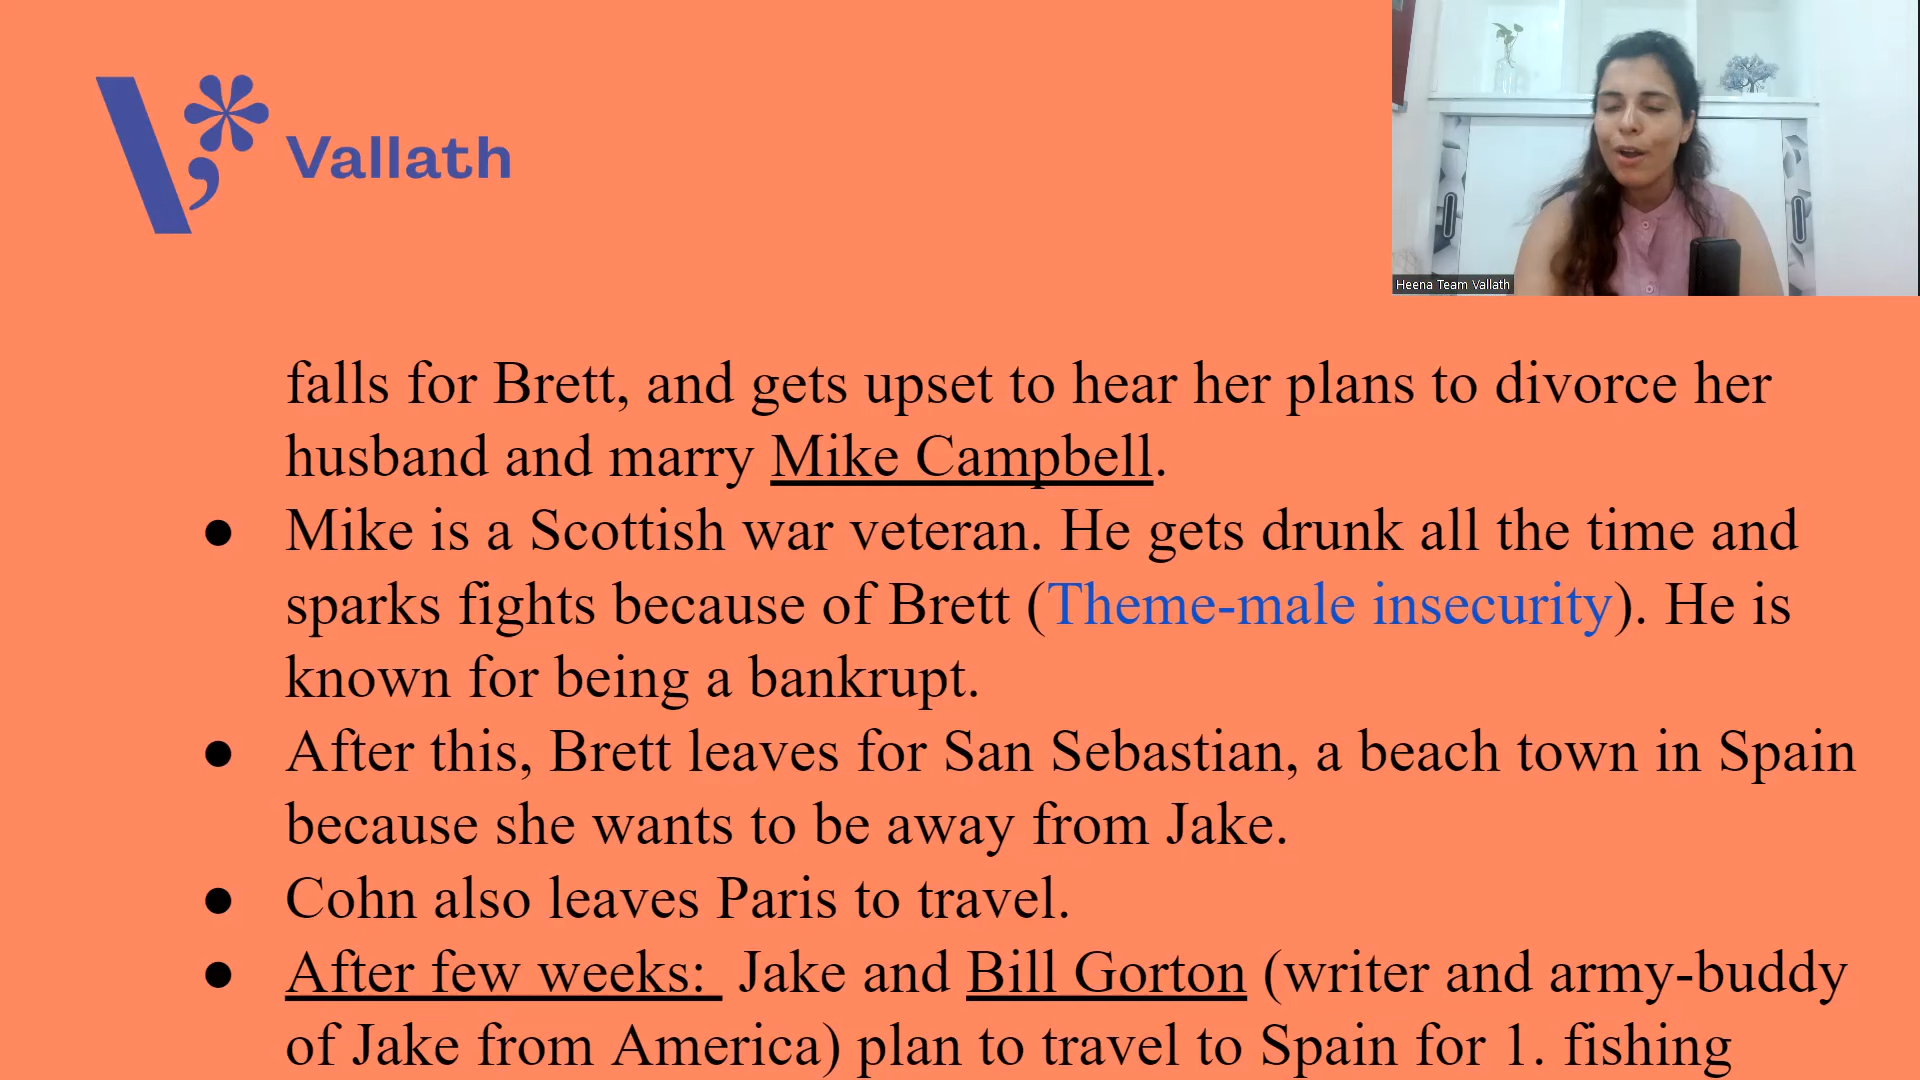 Vallath
Heena Team Vallath
falls for Brett, and gets upset to hear her plans to divorce her
husband and marry Mike Campbell.
● Mike is a Scottish war veteran. He gets drunk all the time and
sparks fights because of Brett (Theme-male insecurity). He is
known for being a bankrupt.
● After this, Brett leaves for San Sebastian, a beach town in Spain
because she wants to be away from Jake.
● Cohn also leaves Paris to travel.
● After few weeks: Jake and Bill Gorton (writer and army-buddy
of Jake from America) plan to travel to Spain for 1. fishing